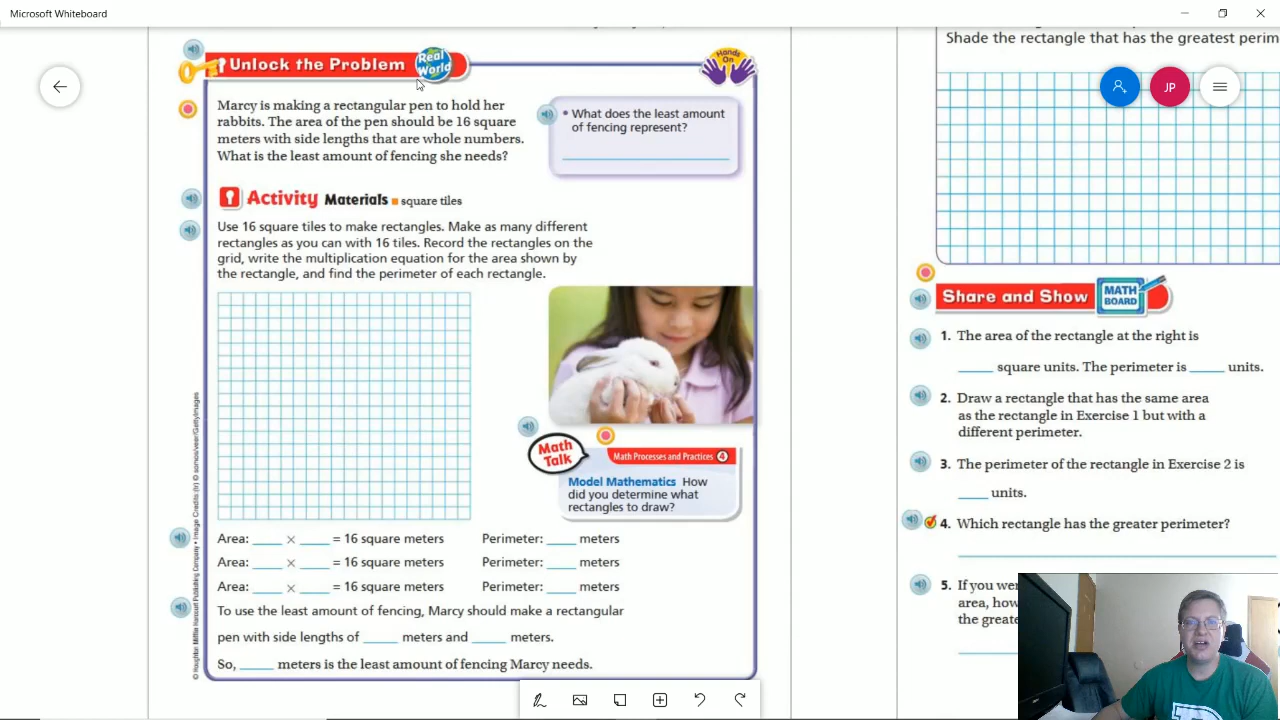 Microsoft Whiteboard
Unlock the Problem
Real World
Hands On
Marcy is making a rectangular pen to hold her
rabbits. The area of the pen should be 16 square
meters with side lengths that are whole numbers.
What is the least amount of fencing she needs?
• What does the least amount
of fencing represent?
Activity Materials ■ square tiles
Use 16 square tiles to make rectangles. Make as many different
rectangles as you can with 16 tiles. Record the rectangles on the
grid, write the multiplication equation for the area shown by
the rectangle, and find the perimeter of each rectangle.
Math Talk
Math Processes and Practices 4
Model Mathematics How
did you determine what
rectangles to draw?
© Houghton Mifflin Harcourt Publishing Company • Image Credits: (tr) © somos/veer/GettyImages
Area: ____ × ____ = 16 square meters Perimeter: ____ meters
Area: ____ × ____ = 16 square meters Perimeter: ____ meters
Area: ____ × ____ = 16 square meters Perimeter: ____ meters
To use the least amount of fencing, Marcy should make a rectangular
pen with side lengths of ____ meters and ____ meters.
So, ____ meters is the least amount of fencing Marcy needs.
Shade the rectangle that has the greatest perim
JP
Share and Show MATH BOARD
1. The area of the rectangle at the right is
____ square units. The perimeter is ____ units.
2. Draw a rectangle that has the same area
as the rectangle in Exercise 1 but with a
different perimeter.
3. The perimeter of the rectangle in Exercise 2 is
____ units.
4. Which rectangle has the greater perimeter?
5. If you wer
area, how
the greate